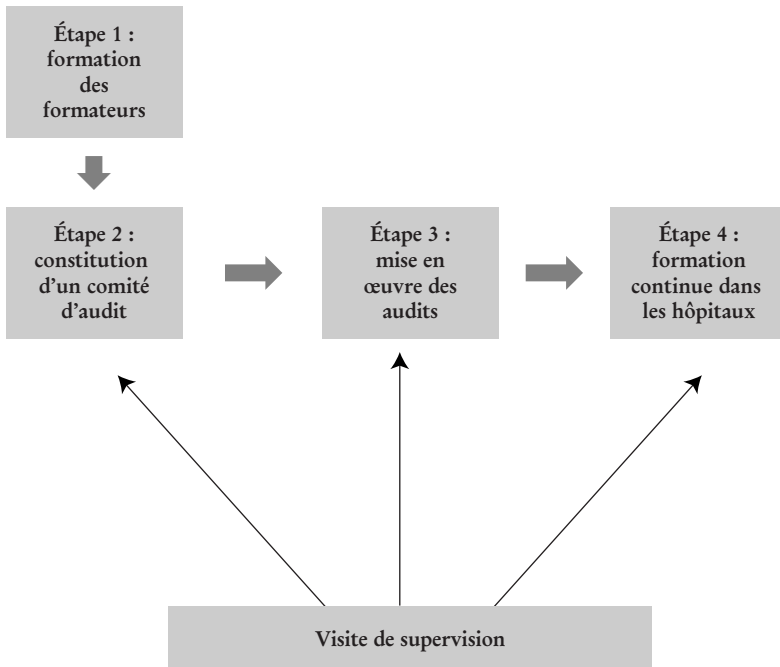 Étape 1 :
formation
des
formateurs
Étape 2 :
constitution
d’un comité
d’audit
Étape 3 :
mise en
œuvre des
audits
Étape 4 :
formation
continue dans
les hôpitaux
Visite de supervision